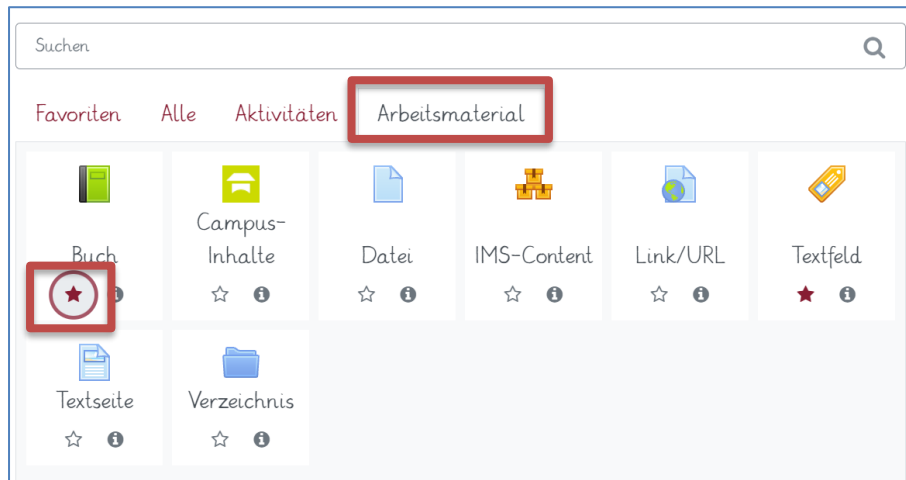 Suchen
Favoriten Alle Aktivitäten Arbeitsmaterial
Buch
Campus-
Inhalte
Datei
IMS-Content
Link/URL
Textfeld
Textseite
Verzeichnis